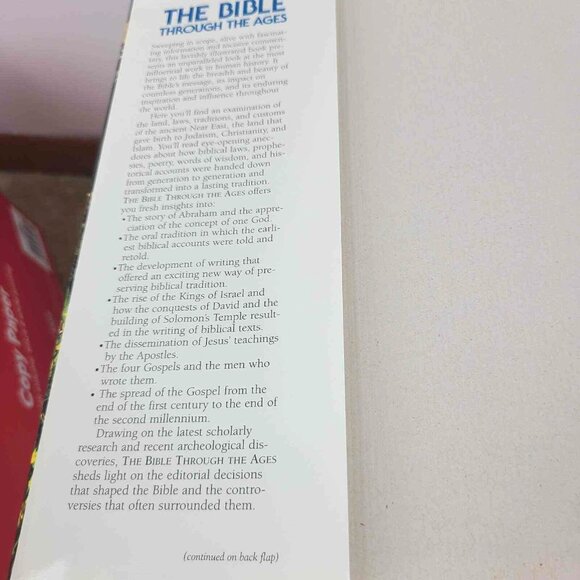 THE BIBLE
THROUGH THE AGES
Sweeping in scope, alive with fascinat-
ing information and incisive commen-
tary, this lavishly illustrated book pre-
sents an unparalleled look at the most
influential work in human history. It
brings to life the breadth and beauty of
the Bible's message, its impact on
countless generations, and its enduring
inspiration and influence throughout
the world.
Here you'll find an examination of
the land, laws, traditions, and customs
of the ancient Near East, the land that
gave birth to Judaism, Christianity, and
Islam. You'll read eye-opening anec-
dotes about how biblical laws, prophe-
sies, poetry, words of wisdom, and his-
torical accounts were handed down
from generation to generation and
transformed into a lasting tradition.
THE BIBLE THROUGH THE AGES offers
you fresh insights into:
•The story of Abraham and the appre-
ciation of the concept of one God.
•The oral tradition in which the earli-
est biblical accounts were told and
retold.
•The development of writing that
offered an exciting new way of pre-
serving biblical tradition.
•The rise of the Kings of Israel and
how the conquests of David and the
building of Solomon's Temple result-
ed in the writing of biblical texts.
•The dissemination of Jesus' teachings
by the Apostles.
•The four Gospels and the men who
wrote them.
• The spread of the Gospel from the
end of the first century to the end of
the second millennium.
Drawing on the latest scholarly
research and recent archeological dis-
coveries, THE BIBLE THROUGH THE AGES
sheds light on the editorial decisions
that shaped the Bible and the contro-
versies that often surrounded them.
(continued on back flap)
Copy Paper